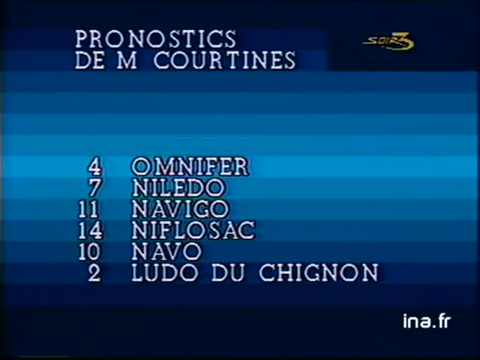 PRONOSTICS
DE M COURTINES
SOIR 3
4 OMNIFER
7 NILEDO
11 NAVIGO
14 NIFLOSAC
10 NAVO
2 LUDO DU CHIGNON
ina.fr